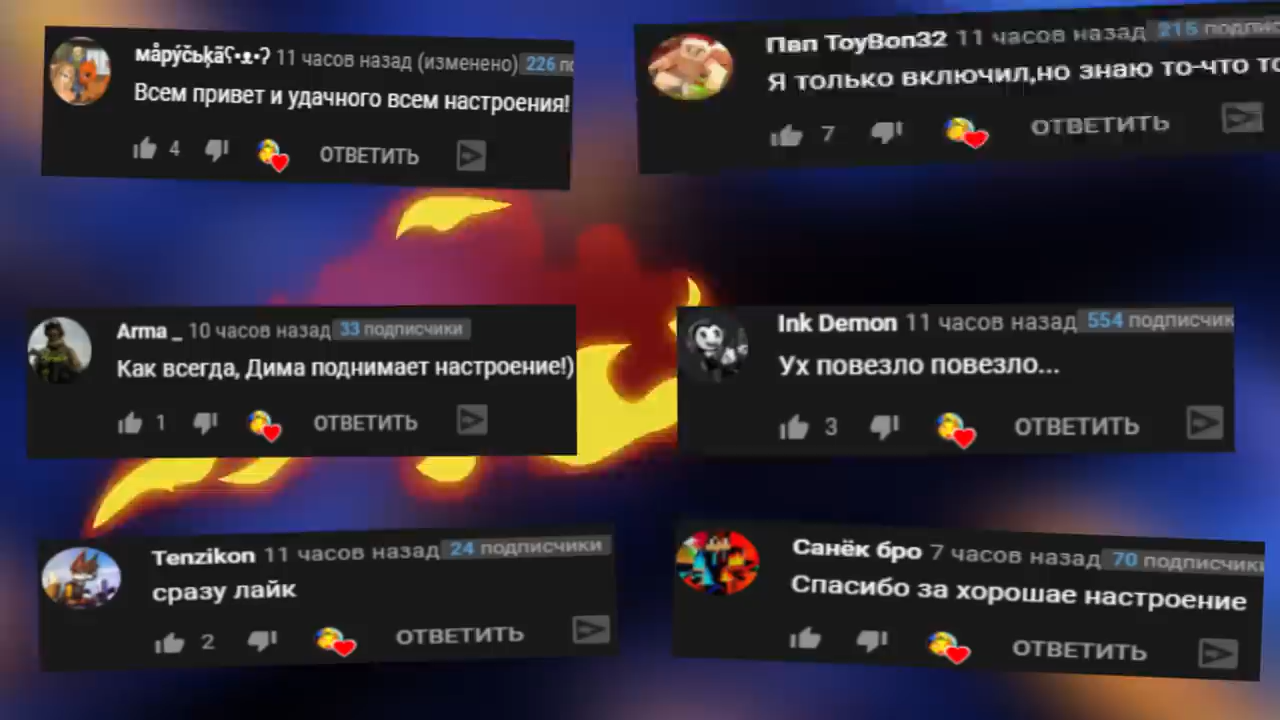 мåрýčьķã꒰•ᴥ•ʔ 11 часов назад (изменено) 226
Всем привет и удачного всем настроения!
4 ОТВЕТИТЬ
Пвп ToyBon32 11 часов назад 215
Я только включил,но знаю то-что
7 ОТВЕТИТЬ
Arma _ 10 часов назад 33 подписчики
Как всегда, Дима поднимает настроение!)
1 ОТВЕТИТЬ
Ink Demon 11 часов назад 554 подписчик
Ух повезло повезло...
3 ОТВЕТИТЬ
Tenzikon 11 часов назад 24 подписчики
сразу лайк
2 ОТВЕТИТЬ
Санёк бро 7 часов назад 70 подписчик
Спасибо за хорошае настроение
ОТВЕТИТЬ